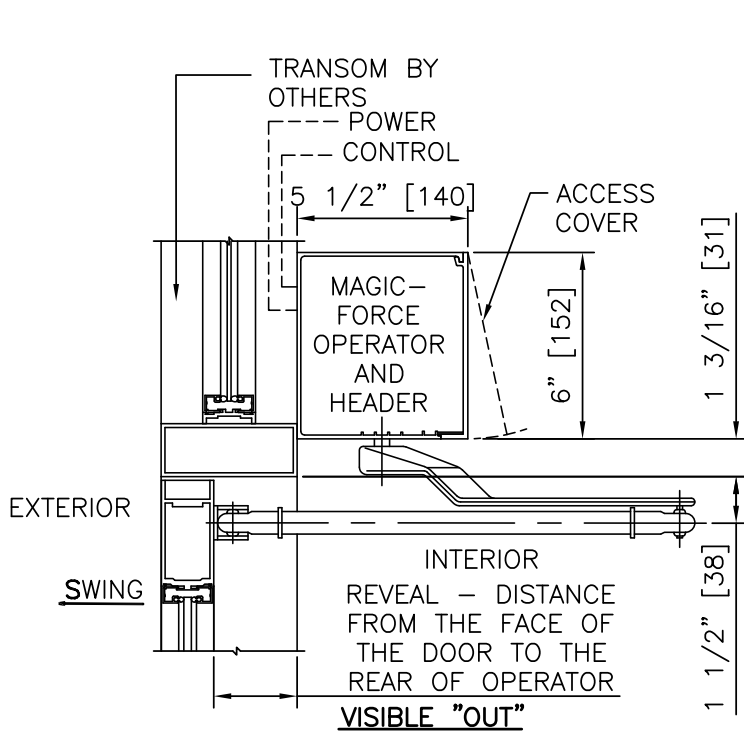 TRANSOM BY
OTHERS
POWER
CONTROL
5 1/2" [140]
ACCESS
COVER
1 3/16" [31]
MAGIC–
FORCE
OPERATOR
AND
HEADER
6" [152]
EXTERIOR
SWING
INTERIOR
REVEAL – DISTANCE
FROM THE FACE OF
THE DOOR TO THE
REAR OF OPERATOR
1 1/2" [38]
VISIBLE "OUT"